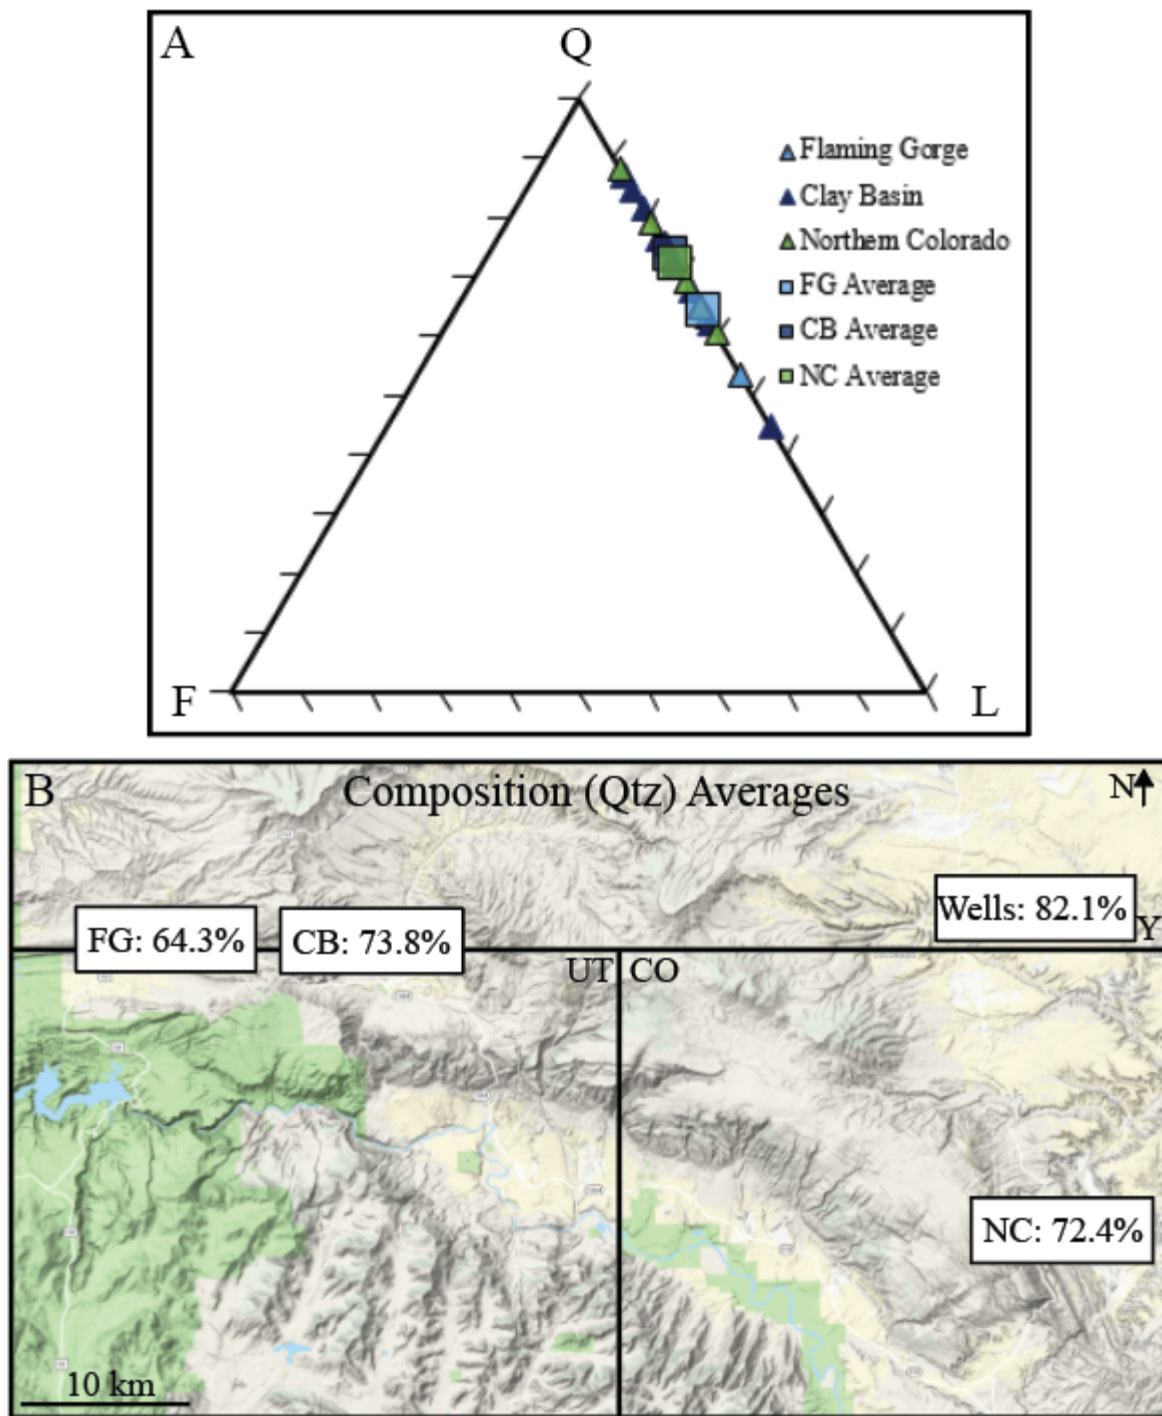 A
Q
Flaming Gorge
Clay Basin
Northern Colorado
FG Average
CB Average
NC Average
F
L
B
Composition (Qtz) Averages
N
Wells: 82.1%
Y
FG: 64.3%
CB: 73.8%
UT
CO
NC: 72.4%
10 km